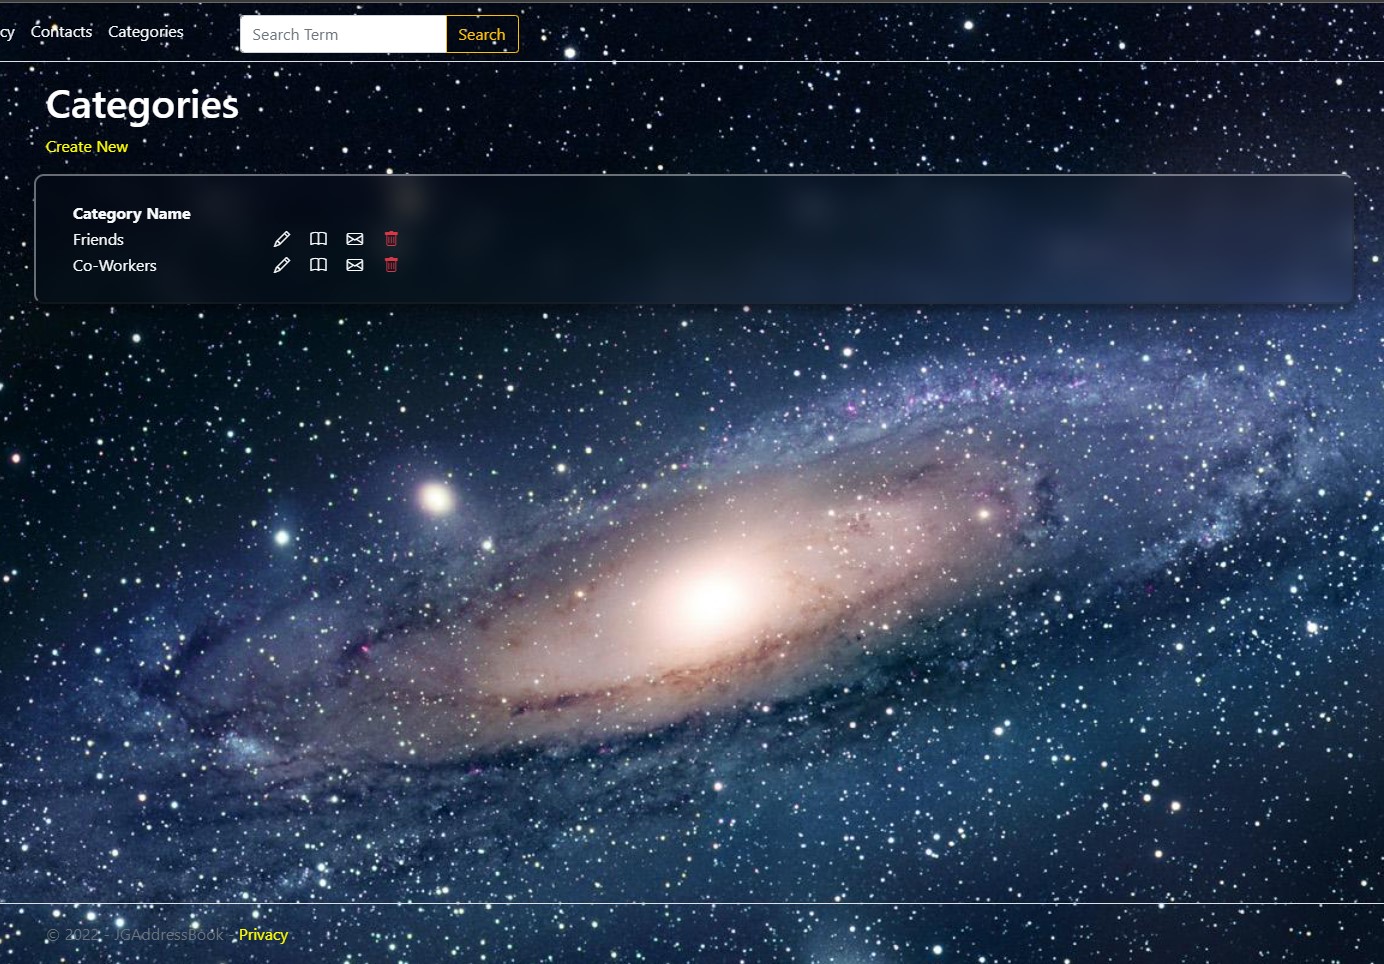 cy Contacts Categories Search Term Search
Categories
Create New
Category Name
Friends
Co-Workers
© 2022 - JGAddressBook - Privacy